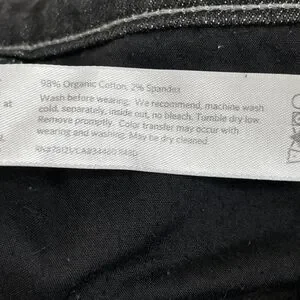 98% Organic Cotton, 2% Spandex
Wash before wearing. We recommend, machine wash
at cold, separately, inside out, no bleach. Tumble dry low.
Remove promptly. Color transfer may occur with
wearing and washing. May be dry cleaned.